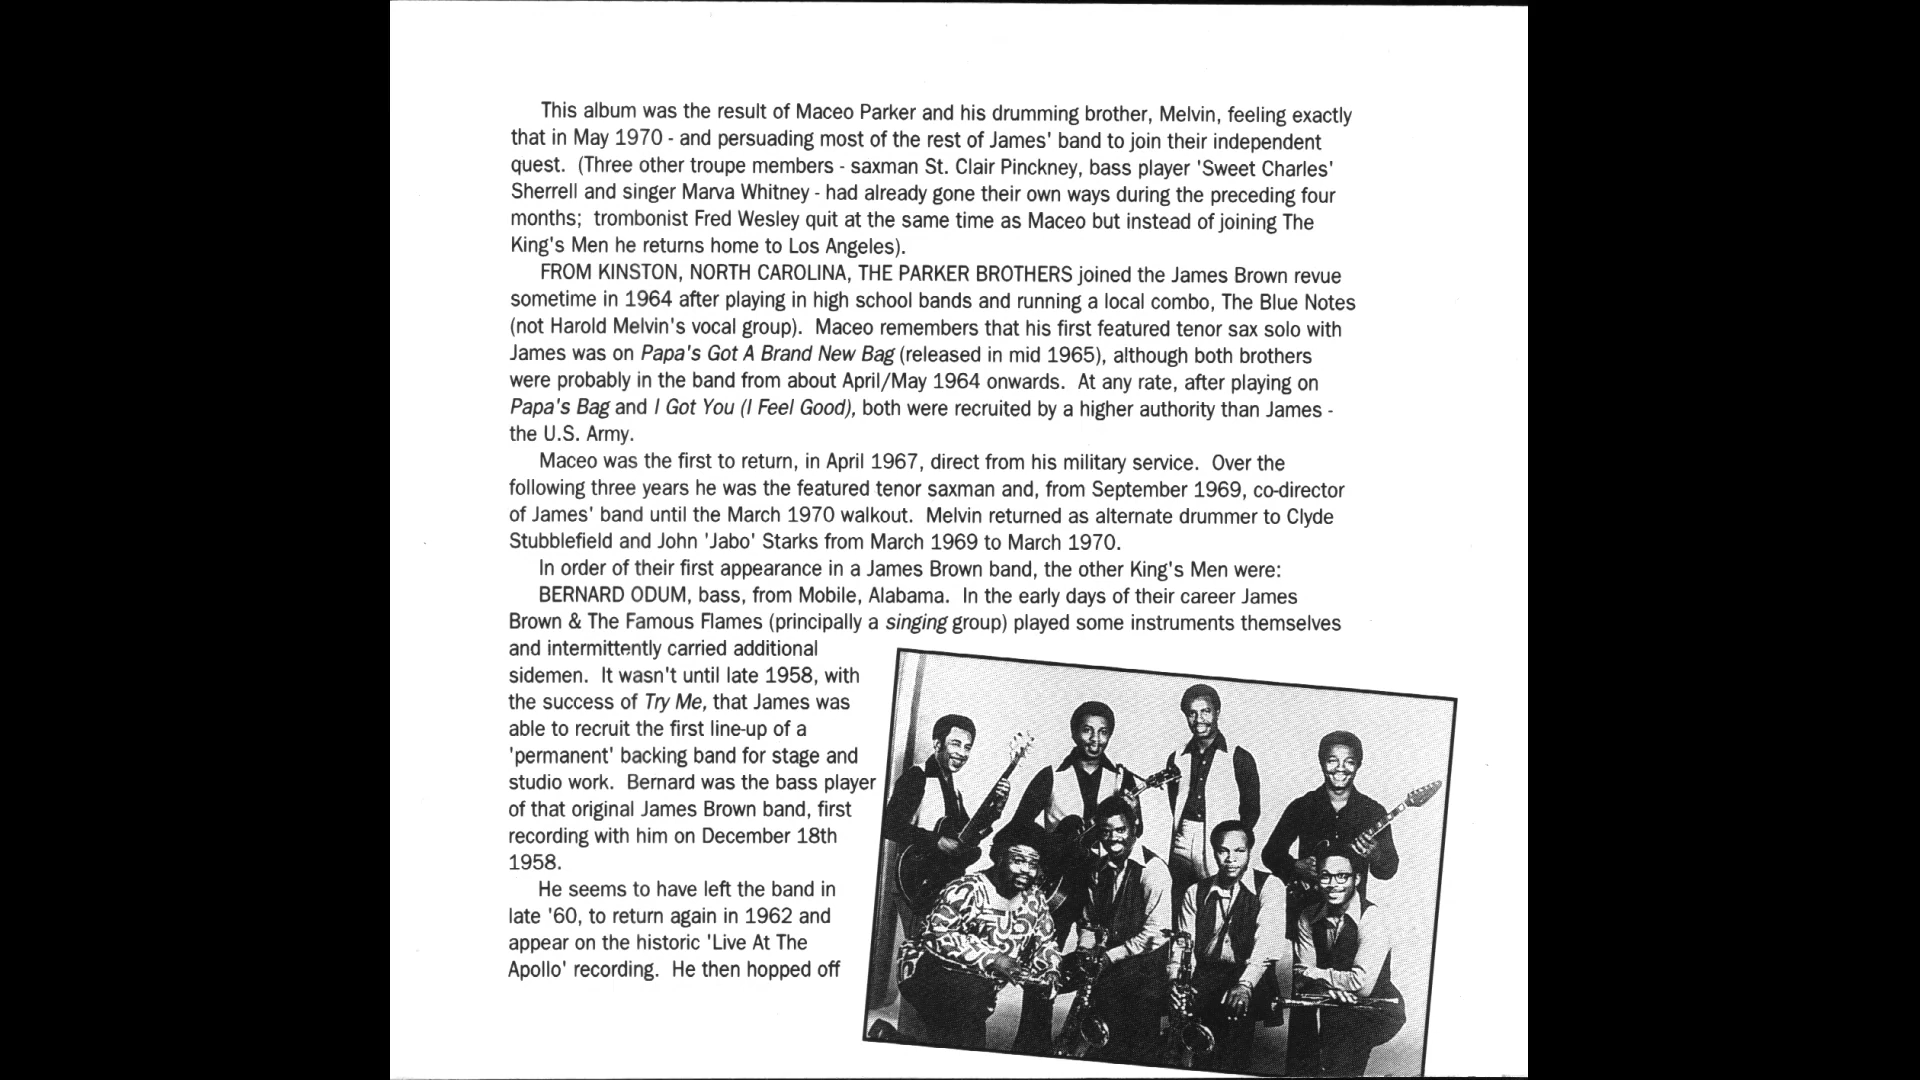 This album was the result of Maceo Parker and his drumming brother, Melvin, feeling exactly
that in May 1970 - and persuading most of the rest of James' band to join their independent
quest. (Three other troupe members - saxman St. Clair Pinckney, bass player 'Sweet Charles'
Sherrell and singer Marva Whitney - had already gone their own ways during the preceding four
months; trombonist Fred Wesley quit at the same time as Maceo but instead of joining The
King's Men he returns home to Los Angeles).
FROM KINSTON, NORTH CAROLINA, THE PARKER BROTHERS joined the James Brown revue
sometime in 1964 after playing in high school bands and running a local combo, The Blue Notes
(not Harold Melvin's vocal group). Maceo remembers that his first featured tenor sax solo with
James was on Papa's Got A Brand New Bag (released in mid 1965), although both brothers
were probably in the band from about April/May 1964 onwards. At any rate, after playing on
Papa's Bag and I Got You (I Feel Good), both were recruited by a higher authority than James -
the U.S. Army.
Maceo was the first to return, in April 1967, direct from his military service. Over the
following three years he was the featured tenor saxman and, from September 1969, co-director
of James' band until the March 1970 walkout. Melvin returned as alternate drummer to Clyde
Stubblefield and John 'Jabo' Starks from March 1969 to March 1970.
In order of their first appearance in a James Brown band, the other King's Men were:
BERNARD ODUM, bass, from Mobile, Alabama. In the early days of their career James
Brown & The Famous Flames (principally a singing group) played some instruments themselves
and intermittently carried additional
sidemen. It wasn't until late 1958, with
the success of Try Me, that James was
able to recruit the first line-up of a
'permanent' backing band for stage and
studio work. Bernard was the bass player
of that original James Brown band, first
recording with him on December 18th
1958.
He seems to have left the band in
late '60, to return again in 1962 and
appear on the historic 'Live At The
Apollo' recording. He then hopped off